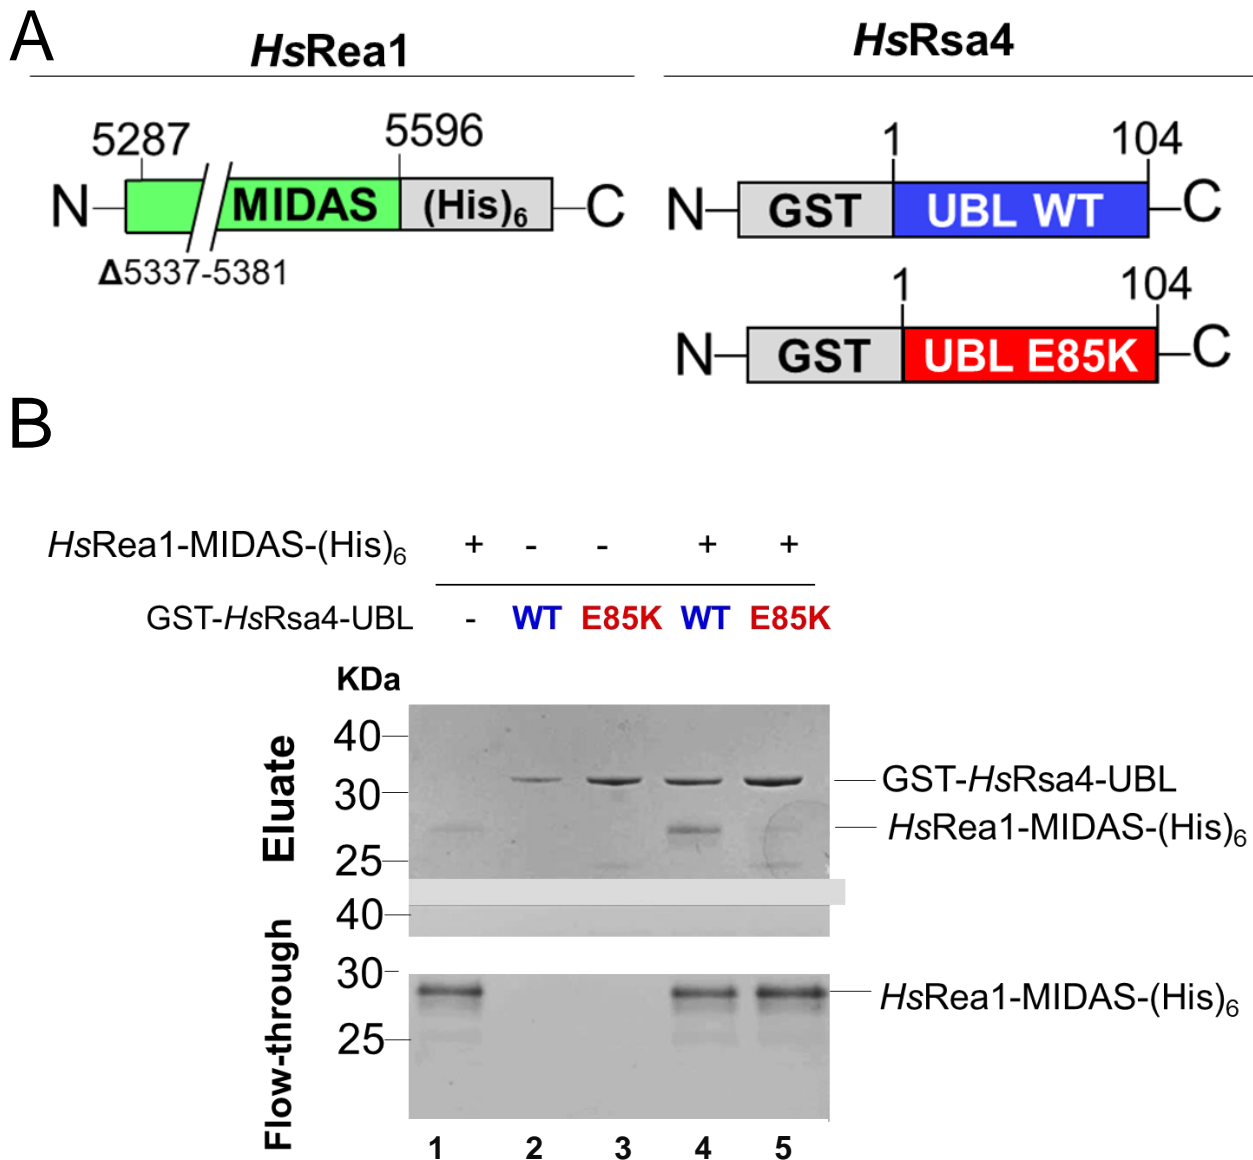 A
HsRea1
HsRsa4
5287
5596
N
MIDAS
(His)6
C
Δ5337-5381
1
104
N
GST
UBL WT
C
1
104
N
GST
UBL E85K
C
B
HsRea1-MIDAS-(His)6 + - - + +
GST-HsRsa4-UBL - WT E85K WT E85K
KDa
Eluate
40
30
25
GST-HsRsa4-UBL
HsRea1-MIDAS-(His)6
Flow-through
40
30
25
HsRea1-MIDAS-(His)6
1 2 3 4 5